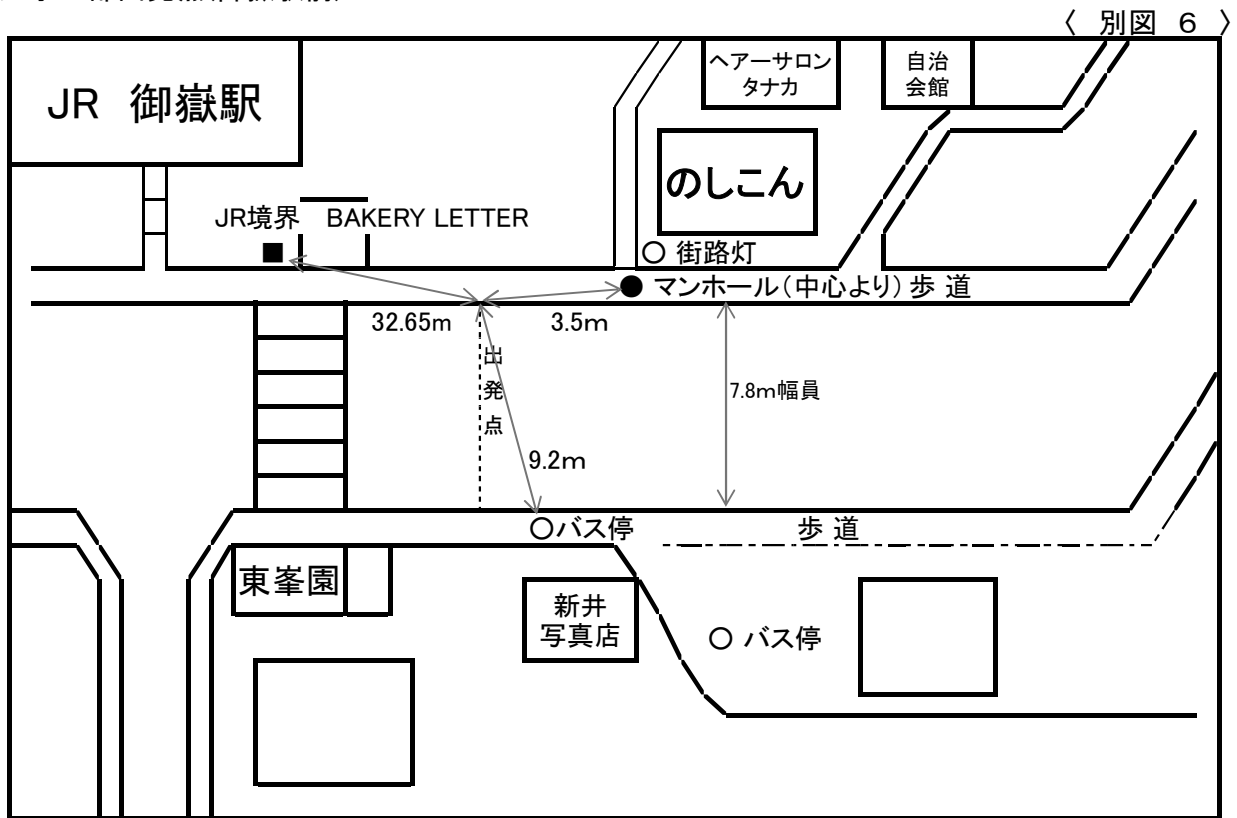 〈 別図 6 〉
JR 御嶽駅
ヘアーサロン
タナカ
自治
会館
のしこん
JR境界 BAKERY LETTER
■
○ 街路灯
● マンホール(中心より) 歩 道
32.65m
3.5m
出
発
点
7.8m幅員
9.2m
○バス停
歩 道
東峯園
新井
写真店
○ バス停